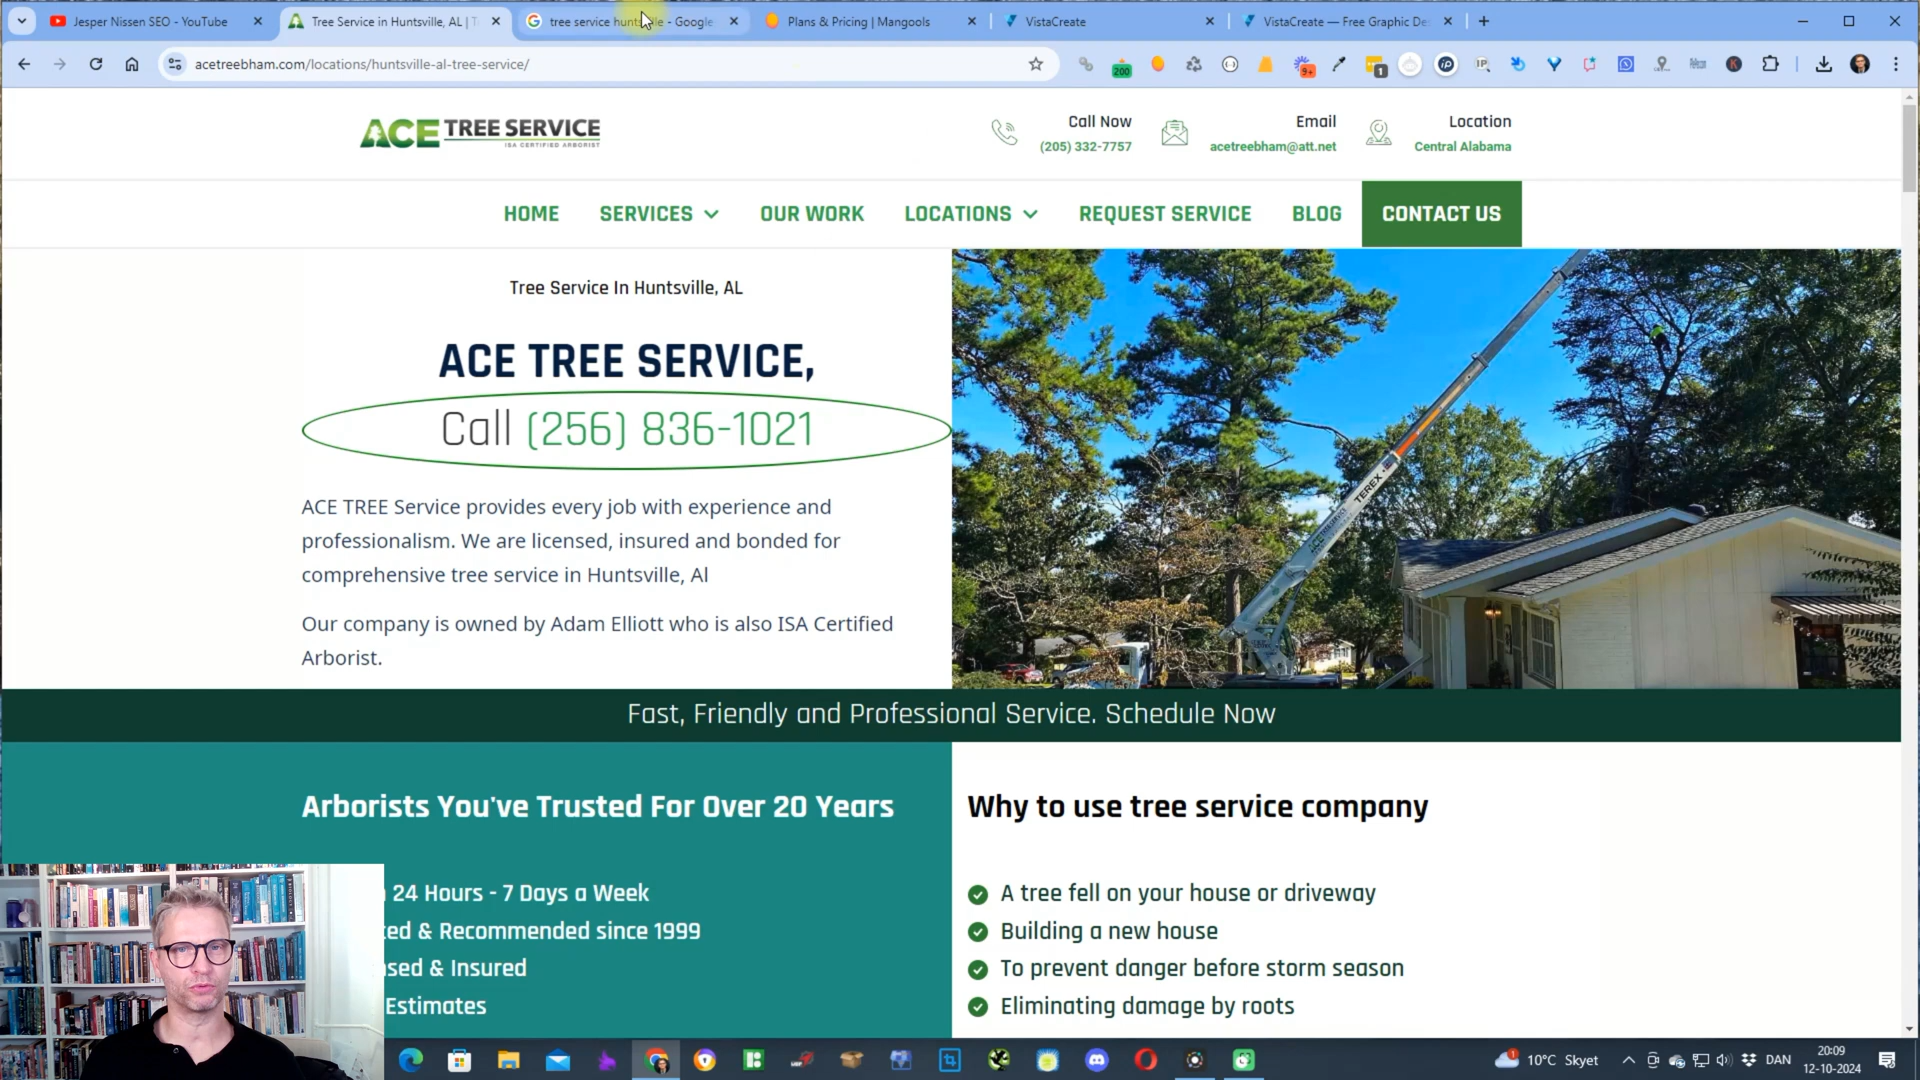 Jesper Nissen SEO - YouTube
Tree Service in Huntsville, AL | T
tree service huntsville - Google
Plans & Pricing | Mangools
VistaCreate
VistaCreate — Free Graphic De
acetreebham.com/locations/huntsville-al-tree-service/
200
9+
1
IP
ACE TREE SERVICE
ISA CERTIFIED ARBORIST
Call Now
(205) 332-7757
Email
acetreebham@att.net
Location
Central Alabama
HOME
SERVICES
OUR WORK
LOCATIONS
REQUEST SERVICE
BLOG
CONTACT US
Tree Service In Huntsville, AL
ACE TREE SERVICE,
Call (256) 836-1021
ACE TREE Service provides every job with experience and
professionalism. We are licensed, insured and bonded for
comprehensive tree service in Huntsville, Al
Our company is owned by Adam Elliott who is also ISA Certified
Arborist.
TEREX
Fast, Friendly and Professional Service. Schedule Now
Arborists You've Trusted For Over 20 Years
24 Hours - 7 Days a Week
ted & Recommended since 1999
sed & Insured
Estimates
Why to use tree service company
A tree fell on your house or driveway
Building a new house
To prevent danger before storm season
Eliminating damage by roots
10°C Skyet
DAN
20:09
12-10-2024